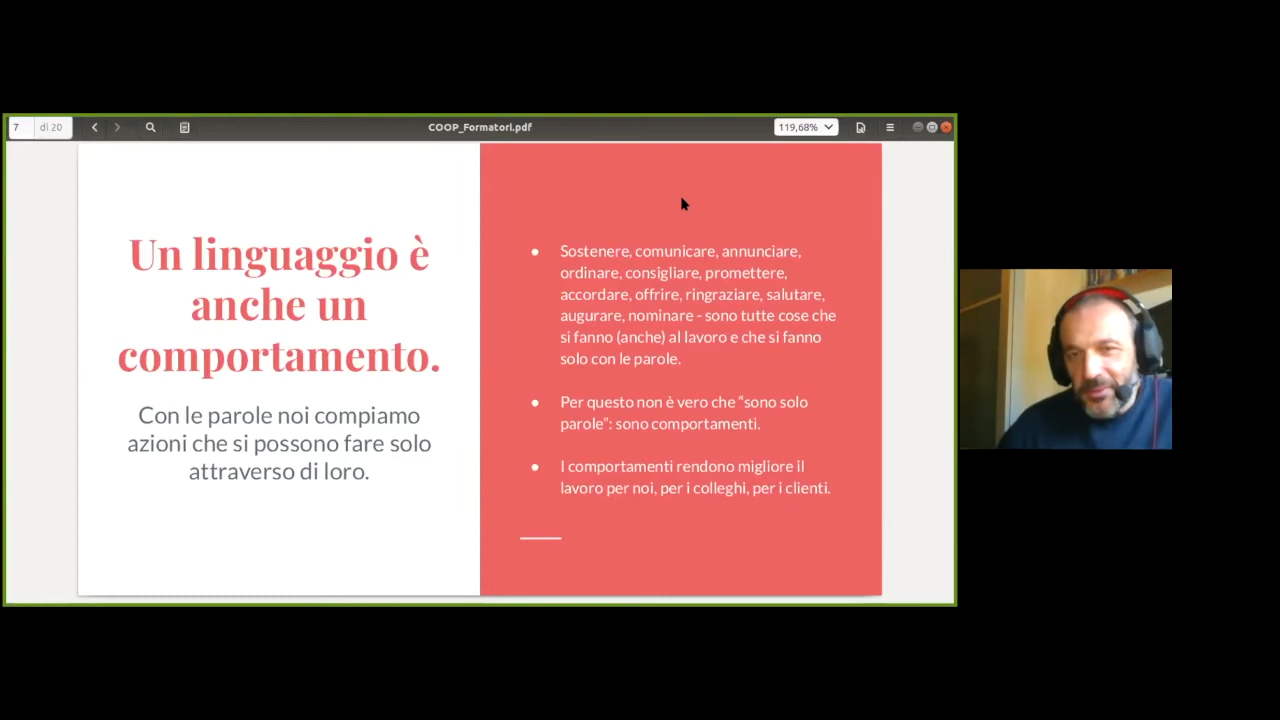 7 di 20 COOP_Formatori.pdf 119,68%
Un linguaggio è
anche un
comportamento.
Con le parole noi compiamo
azioni che si possono fare solo
attraverso di loro.
● Sostenere, comunicare, annunciare,
ordinare, consigliare, promettere,
accordare, offrire, ringraziare, salutare,
augurare, nominare - sono tutte cose che
si fanno (anche) al lavoro e che si fanno
solo con le parole.
● Per questo non è vero che “sono solo
parole”: sono comportamenti.
● I comportamenti rendono migliore il
lavoro per noi, per i colleghi, per i clienti.